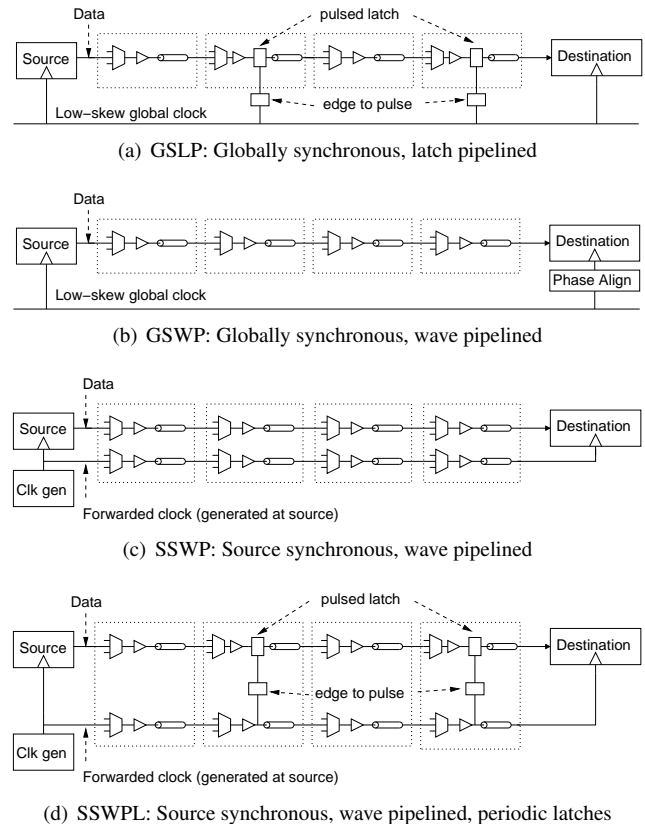 Data
pulsed latch
Source
Destination
edge to pulse
Low-skew global clock
(a) GSLP: Globally synchronous, latch pipelined
Data
Source
Destination
Phase Align
Low-skew global clock
(b) GSWP: Globally synchronous, wave pipelined
Data
Source
Destination
Clk gen
Forwarded clock (generated at source)
(c) SSWP: Source synchronous, wave pipelined
pulsed latch
Data
Source
Destination
edge to pulse
Clk gen
Forwarded clock (generated at source)
(d) SSWPL: Source synchronous, wave pipelined, periodic latches